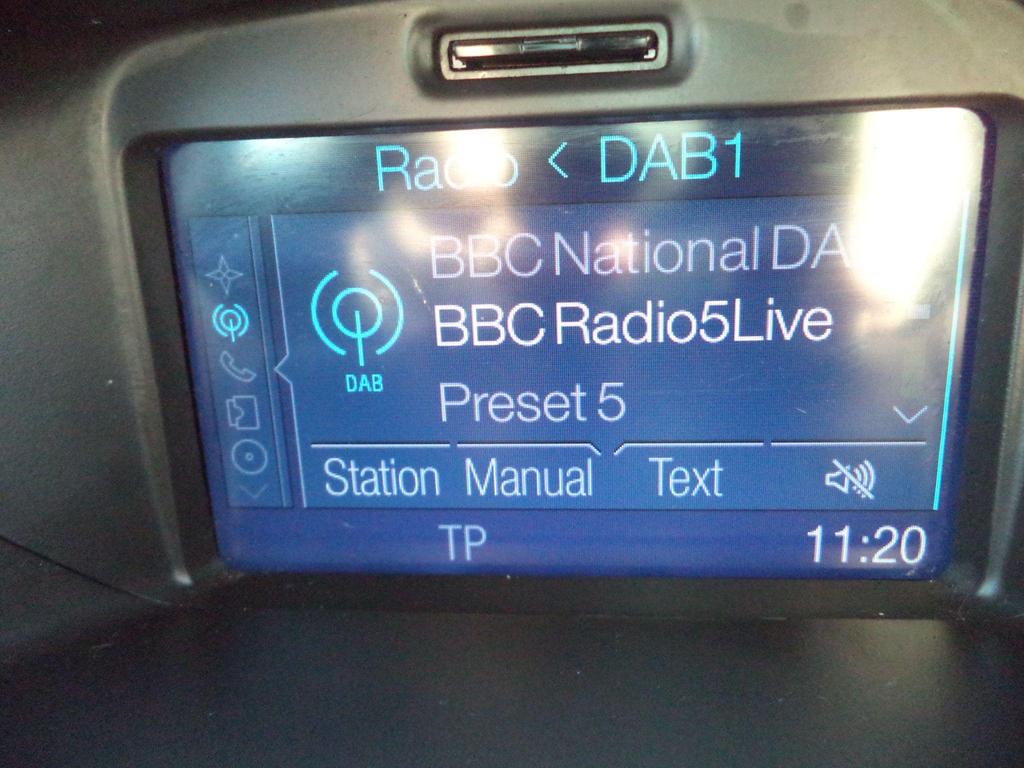 Radio < DAB1
BBC National DA
BBC Radio5Live
DAB
Preset 5
Station Manual Text
TP 11:20